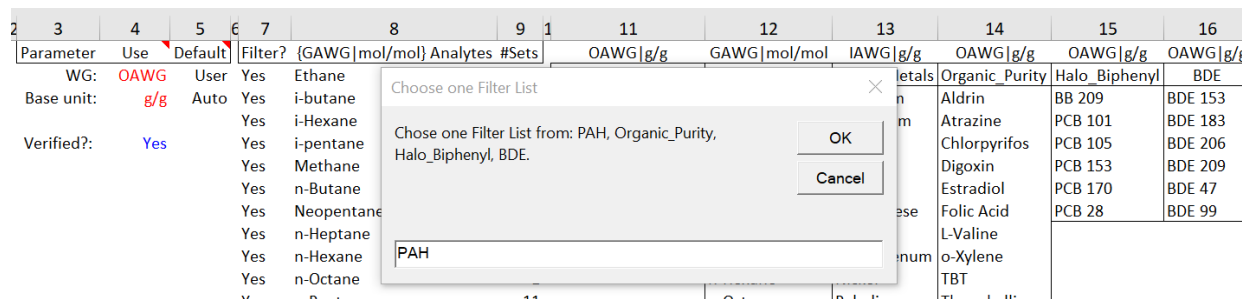 2 3 4 5 6 7 8 9 1 11 12 13 14 15 16
Parameter Use Default Filter? {GAWG|mol/mol} Analytes #Sets OAWG|g/g GAWG|mol/mol IAWG|g/g OAWG|g/g OAWG|g/g OAWG|g/g
WG: OAWG User Yes Ethane Organic_Purity Halo_Biphenyl BDE
Base unit: g/g Auto Yes i-butane Aldrin BB 209 BDE 153
Yes i-Hexane Atrazine PCB 101 BDE 183
Verified?: Yes Yes i-pentane Chlorpyrifos PCB 105 BDE 206
Yes Methane Digoxin PCB 153 BDE 209
Yes n-Butane Estradiol PCB 170 BDE 47
Yes Neopentane Folic Acid PCB 28 BDE 99
Yes n-Heptane L-Valine
Yes n-Hexane o-Xylene
Yes n-Octane TBT
Choose one Filter List
Chose one Filter List from: PAH, Organic_Purity,
Halo_Biphenyl, BDE.
OK
Cancel
PAH